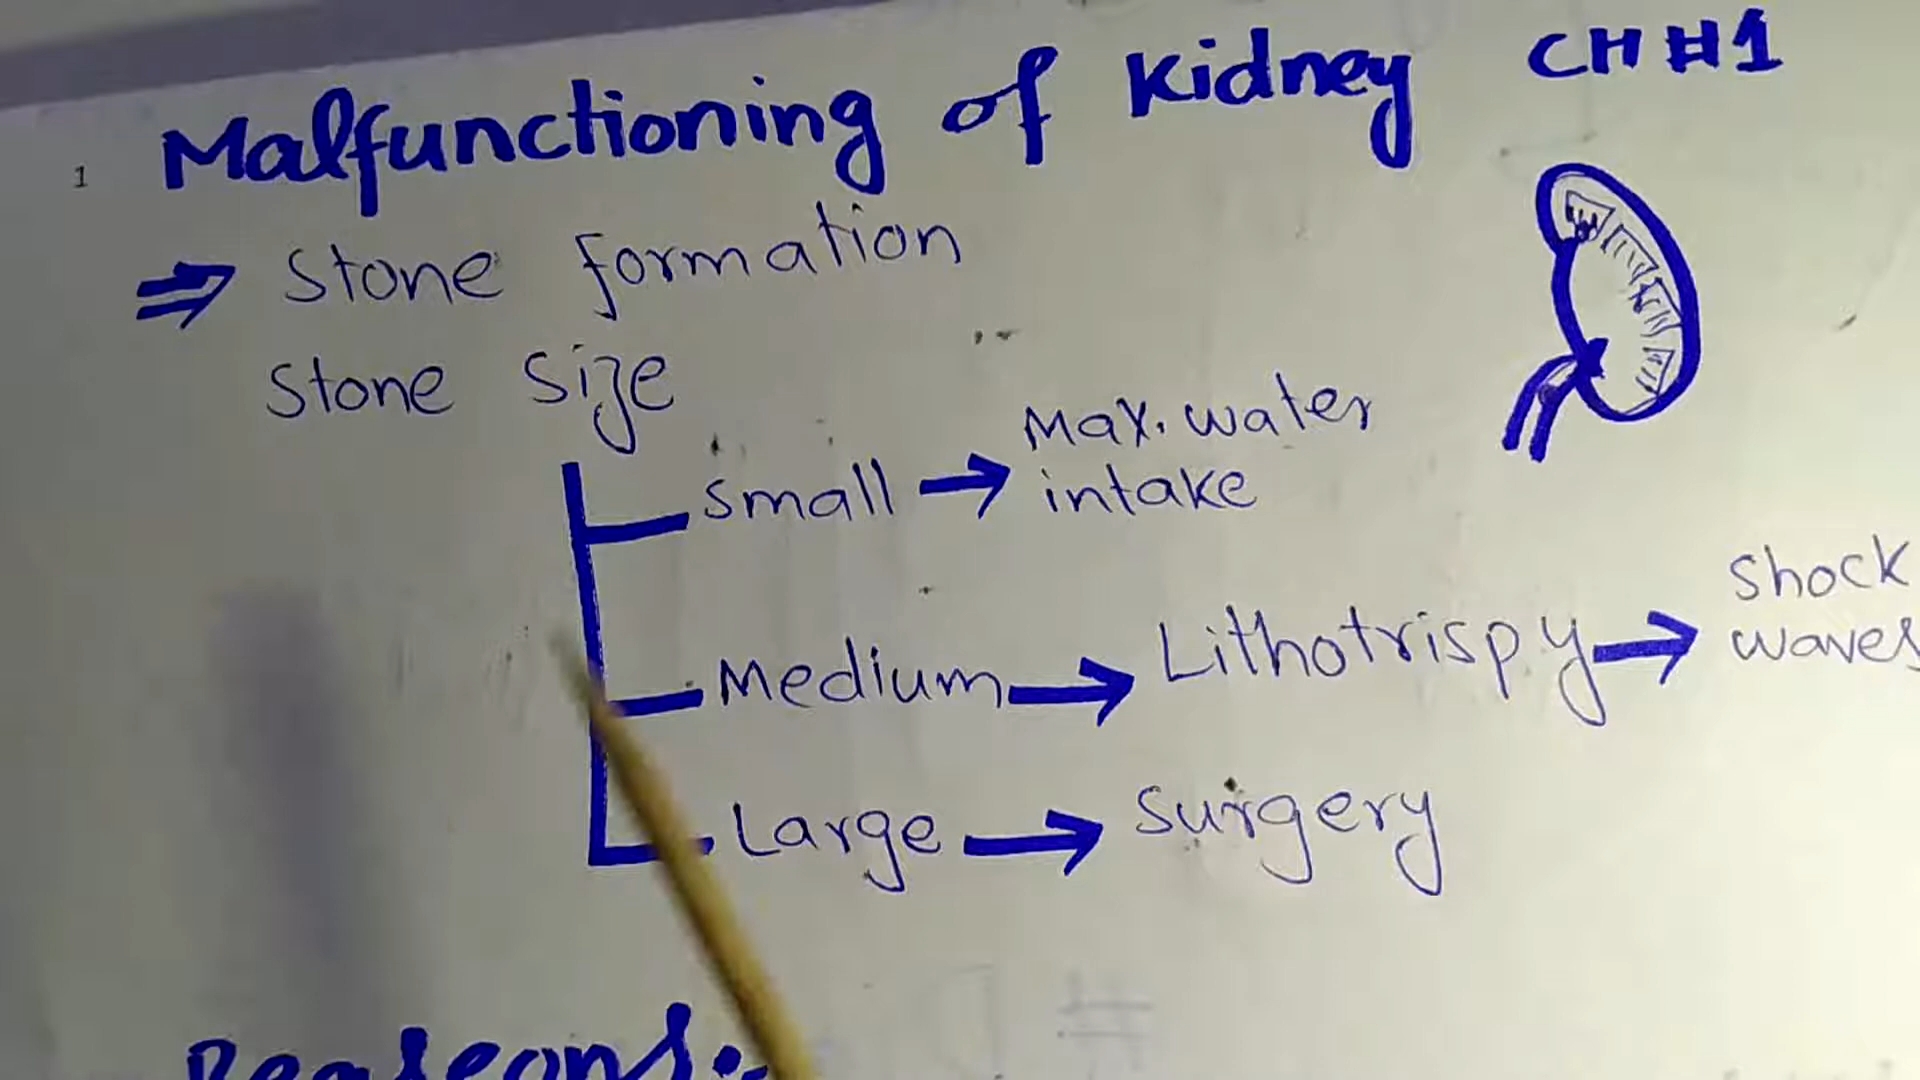 Malfunctioning of Kidney CH #1
1
⇒ Stone formation
Stone Size
Small → Max. water intake
Medium → Lithotrispy → Shock waves
Large → Surgery
Reaseons: